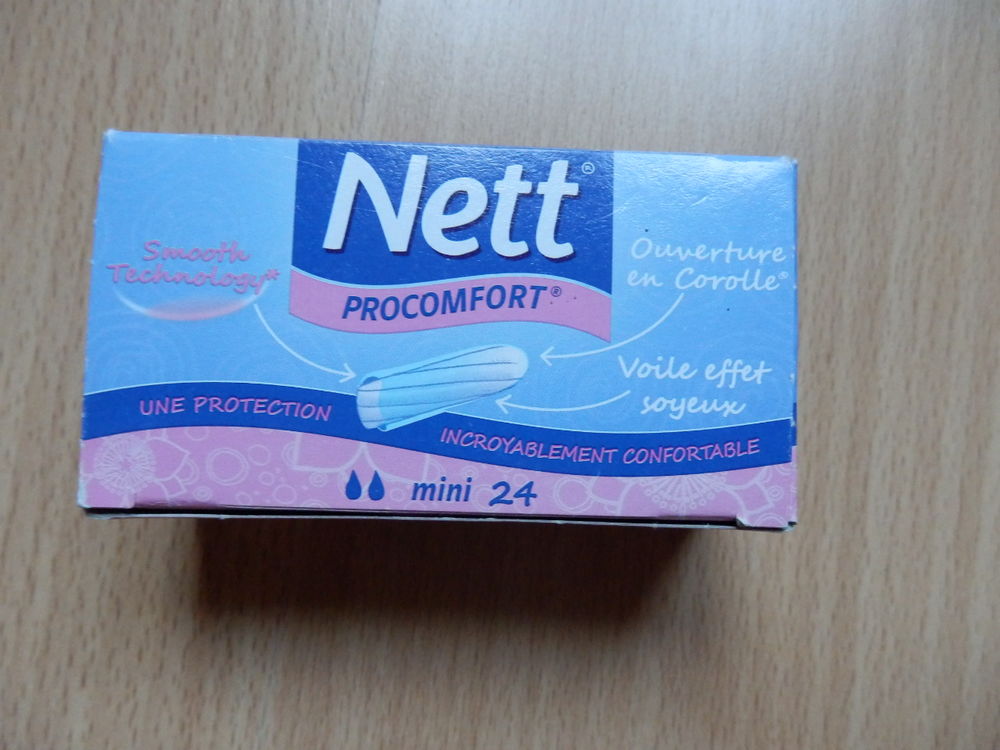 Nett®
PROCOMFORT®
Smooth
Technology*
Ouverture
en Corolle®
Voile effet
soyeux
UNE PROTECTION
INCROYABLEMENT CONFORTABLE
mini 24